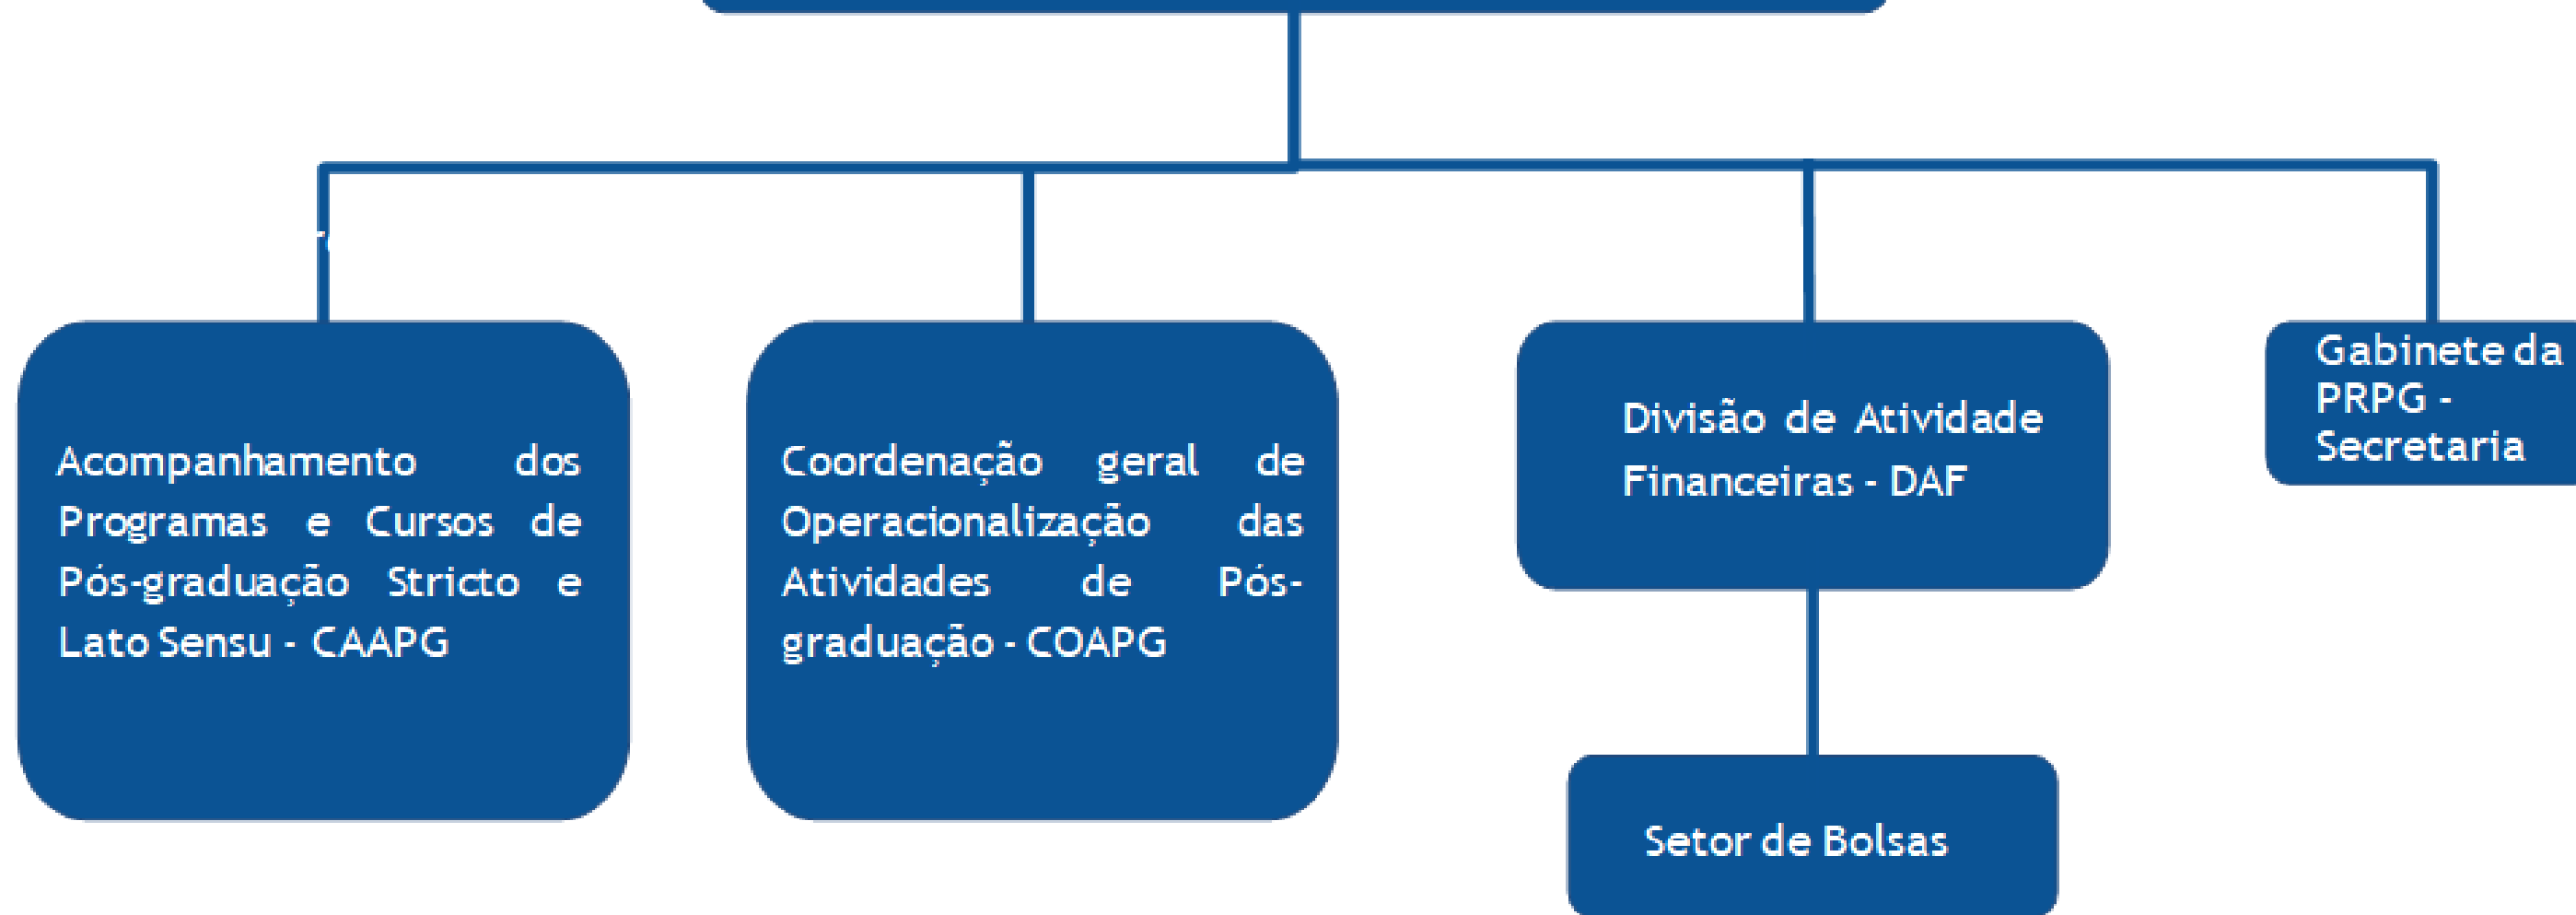 Acompanhamento dos
Programas e Cursos de
Pós-graduação Stricto e
Lato Sensu - CAAPG
Coordenação geral de
Operacionalização das
Atividades de Pós-
graduação - COAPG
Divisão de Atividade
Financeiras - DAF
Gabinete da
PRPG -
Secretaria
Setor de Bolsas